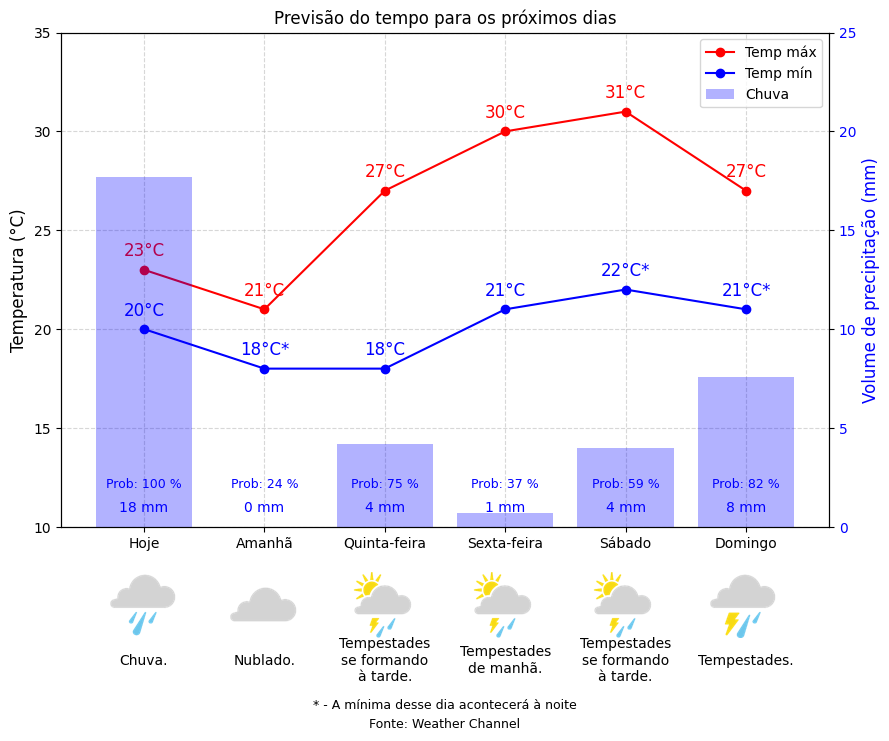 Previsão do tempo para os próximos dias
35
30
25
20
15
10
Temperatura (°C)
25
20
15
10
5
0
Volume de precipitação (mm)
Temp máx
Temp mín
Chuva
23°C
21°C
27°C
30°C
31°C
27°C
20°C
18°C*
18°C
21°C
22°C*
21°C*
Prob: 100 %
Prob: 24 %
Prob: 75 %
Prob: 37 %
Prob: 59 %
Prob: 82 %
18 mm
0 mm
4 mm
1 mm
4 mm
8 mm
Hoje
Amanhã
Quinta-feira
Sexta-feira
Sábado
Domingo
Chuva.
Nublado.
Tempestades
se formando
à tarde.
Tempestades
de manhã.
Tempestades
se formando
à tarde.
Tempestades.
* - A mínima desse dia acontecerá à noite
Fonte: Weather Channel